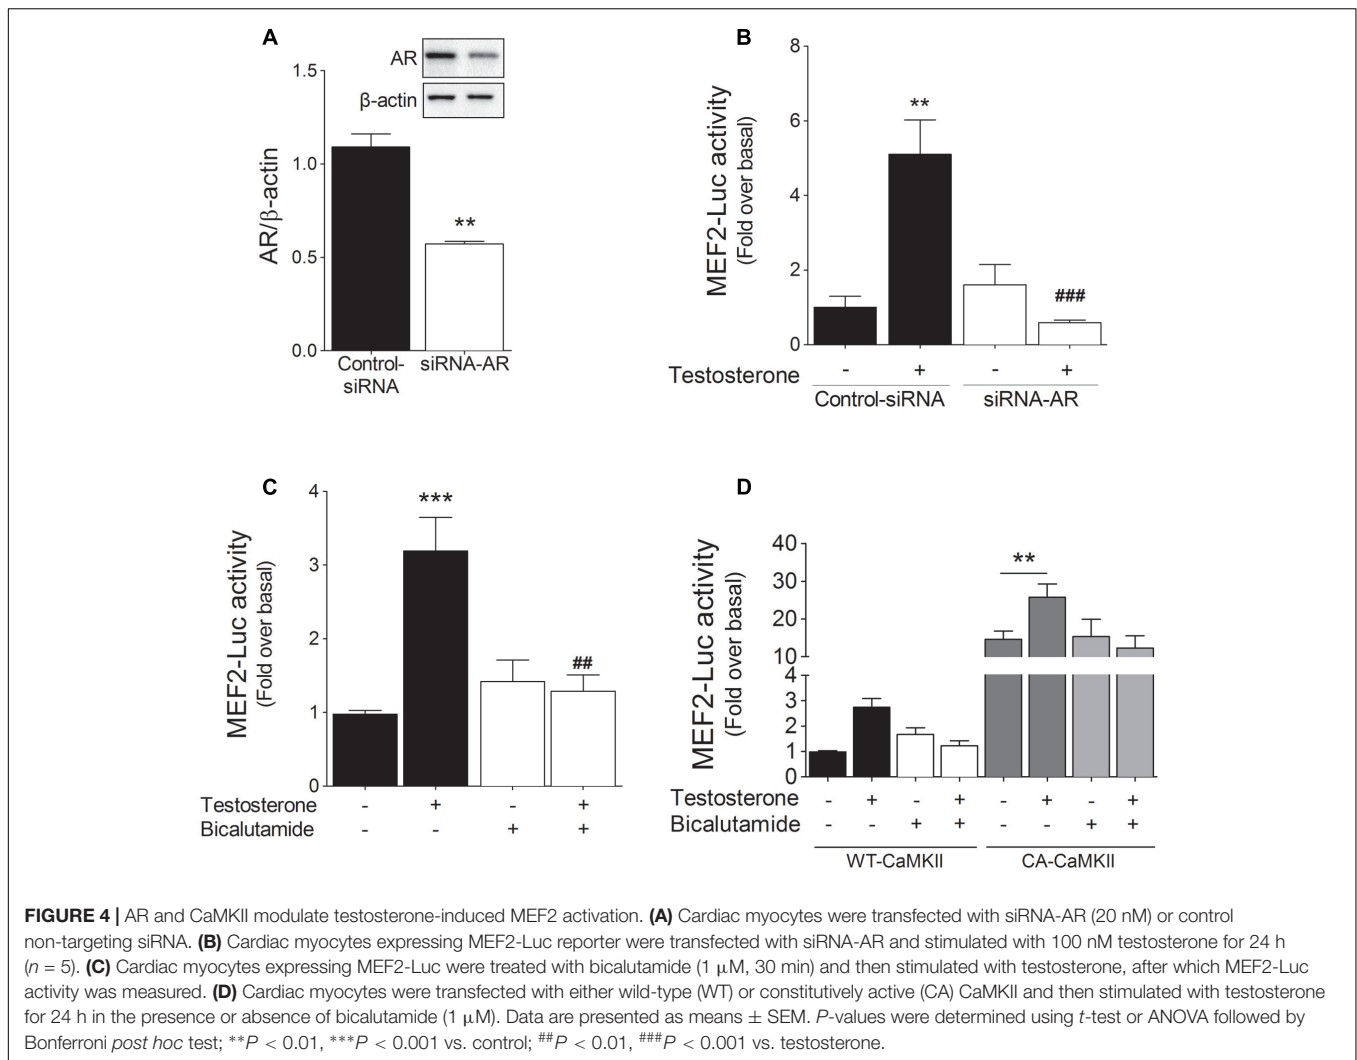 A
AR
β-actin
1.5
1.0
0.5
0.0
AR/β-actin
**
Control-
siRNA
siRNA-AR
B
8
6
4
2
0
MEF2-Luc activity
(Fold over basal)
**
###
Testosterone - + - +
Control-siRNA siRNA-AR
C
4
3
2
1
0
MEF2-Luc activity
(Fold over basal)
***
##
Testosterone - + - +
Bicalutamide - - + +
D
40
30
20
10
4
3
2
1
0
MEF2-Luc activity
(Fold over basal)
**
Testosterone - + - + - + - +
Bicalutamide - - + + - - + +
WT-CaMKII CA-CaMKII
FIGURE 4 | AR and CaMKII modulate testosterone-induced MEF2 activation. (A) Cardiac myocytes were transfected with siRNA-AR (20 nM) or control
non-targeting siRNA. (B) Cardiac myocytes expressing MEF2-Luc reporter were transfected with siRNA-AR and stimulated with 100 nM testosterone for 24 h
(n = 5). (C) Cardiac myocytes expressing MEF2-Luc were treated with bicalutamide (1 μM, 30 min) and then stimulated with testosterone, after which MEF2-Luc
activity was measured. (D) Cardiac myocytes were transfected with either wild-type (WT) or constitutively active (CA) CaMKII and then stimulated with testosterone
for 24 h in the presence or absence of bicalutamide (1 μM). Data are presented as means ± SEM. P-values were determined using t-test or ANOVA followed by
Bonferroni post hoc test; **P < 0.01, ***P < 0.001 vs. control; ##P < 0.01, ###P < 0.001 vs. testosterone.